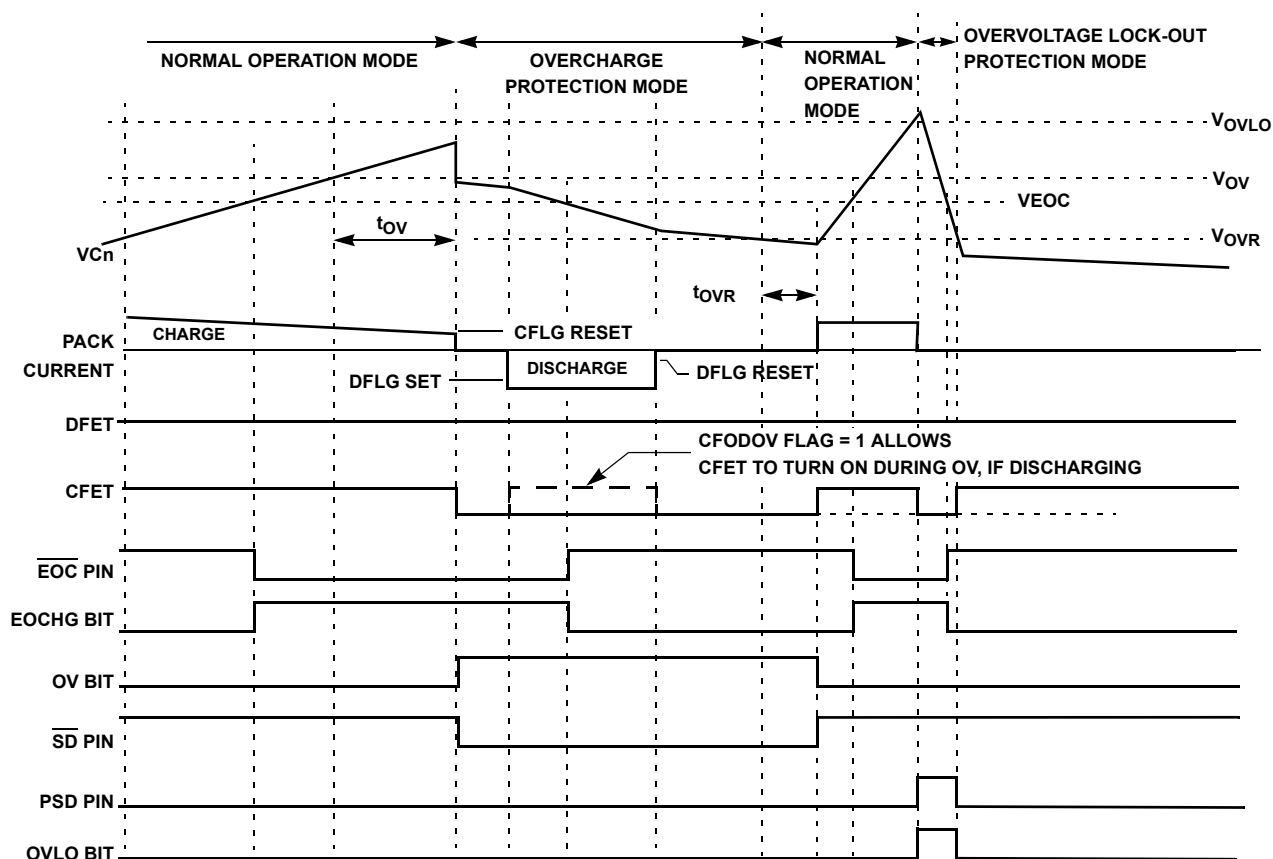 NORMAL OPERATION MODE
OVERCHARGE
PROTECTION MODE
NORMAL
OPERATION
MODE
OVERVOLTAGE LOCK-OUT
PROTECTION MODE
VOVLO
VOV
VEOC
VOVR
tOV
VCn
tOVR
CHARGE
CFLG RESET
PACK
CURRENT
DFLG SET
DISCHARGE
DFLG RESET
DFET
CFODOV FLAG = 1 ALLOWS
CFET TO TURN ON DURING OV, IF DISCHARGING
CFET
EOC PIN
EOCHG BIT
OV BIT
SD PIN
PSD PIN
OVLO BIT